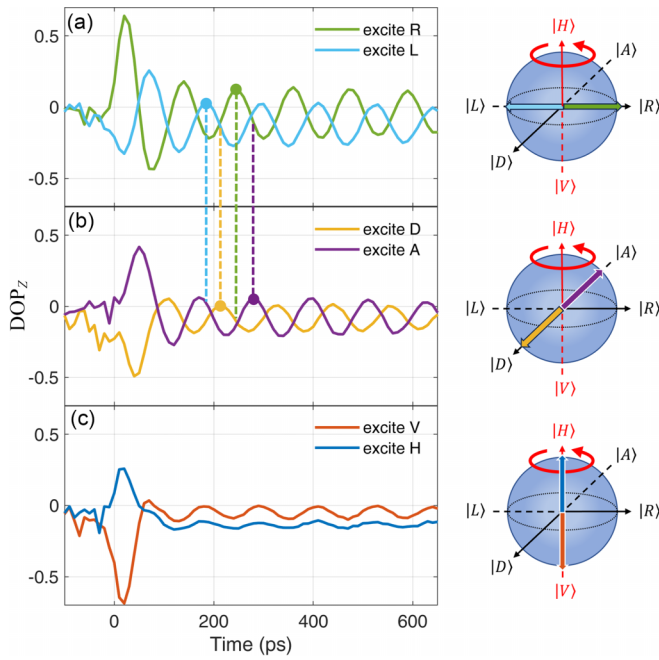 (a)
excite R
excite L
0.5
0
-0.5
|H⟩
|A⟩
|L⟩
|R⟩
|D⟩
|V⟩
(b)
excite D
excite A
0.5
0
-0.5
DOP_Z
|H⟩
|A⟩
|L⟩
|R⟩
|D⟩
|V⟩
(c)
excite V
excite H
0.5
0
-0.5
|H⟩
|A⟩
|L⟩
|R⟩
|D⟩
|V⟩
0 200 400 600
Time (ps)